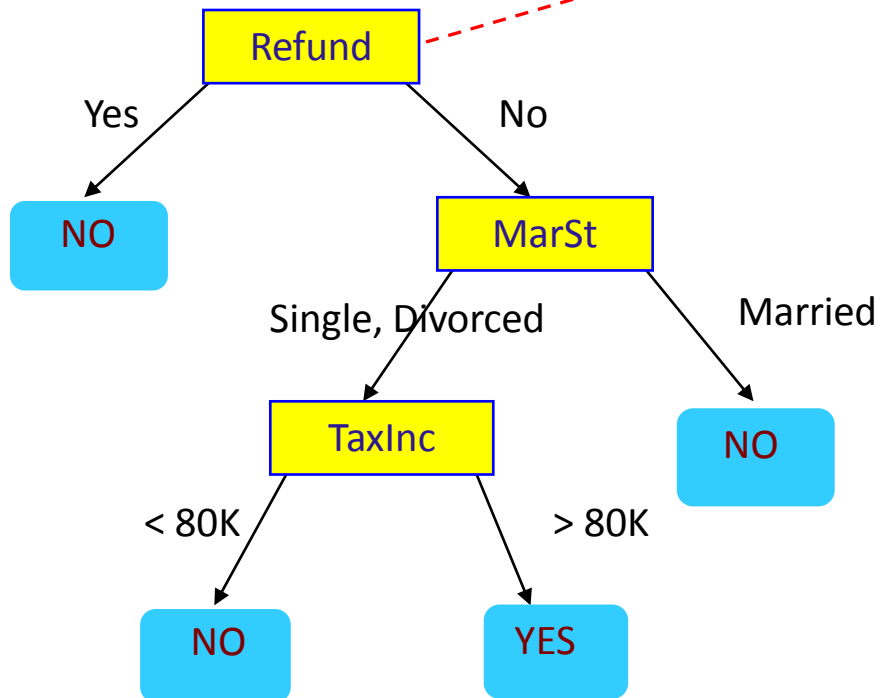 Refund
Yes
No
NO
MarSt
Single, Divorced
Married
TaxInc
NO
< 80K
> 80K
NO
YES